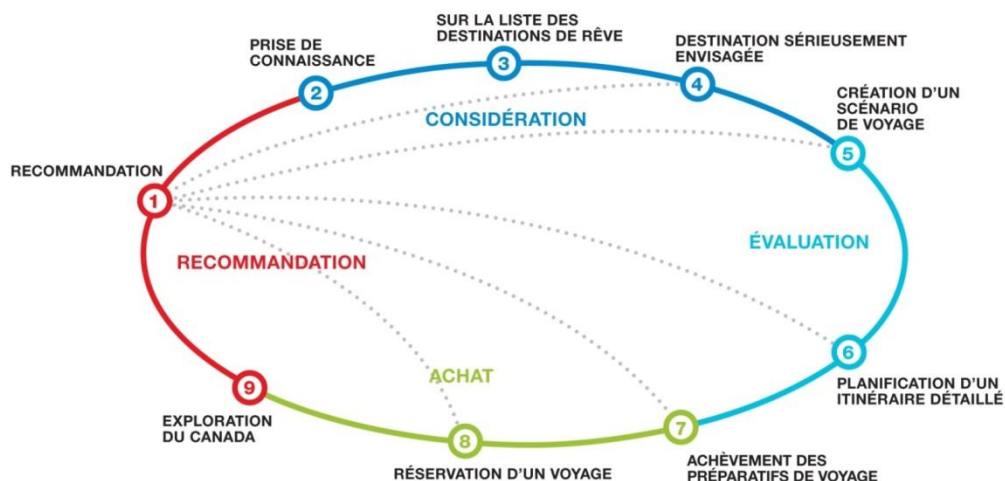 SUR LA LISTE DES
DESTINATIONS DE RÊVE
PRISE DE
CONNAISSANCE
DESTINATION SÉRIEUSEMENT
ENVISAGÉE
3
2
4
CRÉATION D'UN
SCÉNARIO
DE VOYAGE
CONSIDÉRATION
5
RECOMMANDATION
1
ÉVALUATION
RECOMMANDATION
6
ACHAT
PLANIFICATION D'UN
ITINÉRAIRE DÉTAILLÉ
9
EXPLORATION
DU CANADA
8
7
RÉSERVATION D'UN VOYAGE
ACHÈVEMENT DES
PRÉPARATIFS DE VOYAGE